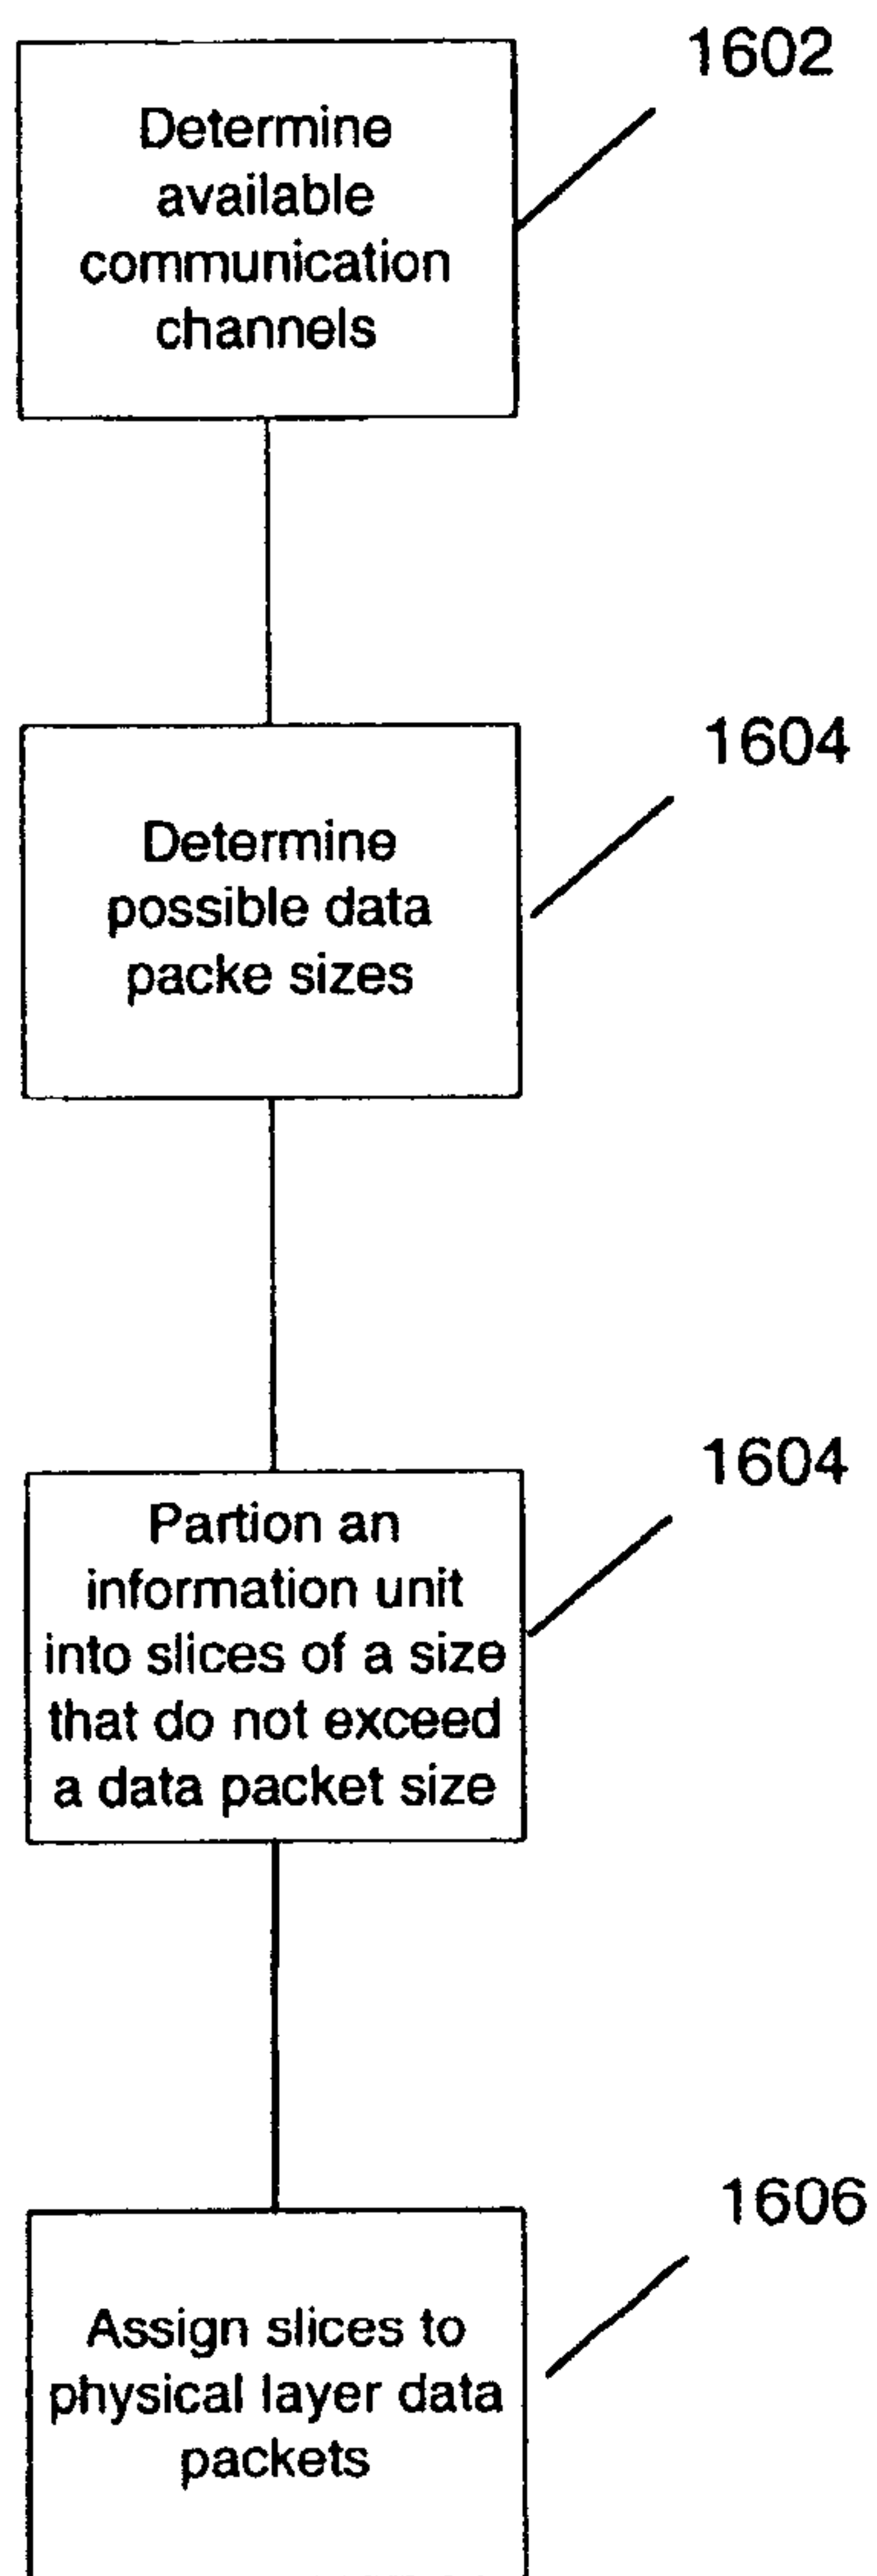 1602
Determine
available
communication
channels
1604
Determine
possible data
packe sizes
1604
Partion an
information unit
into slices of a size
that do not exceed
a data packet size
1606
Assign slices to
physical layer data
packets